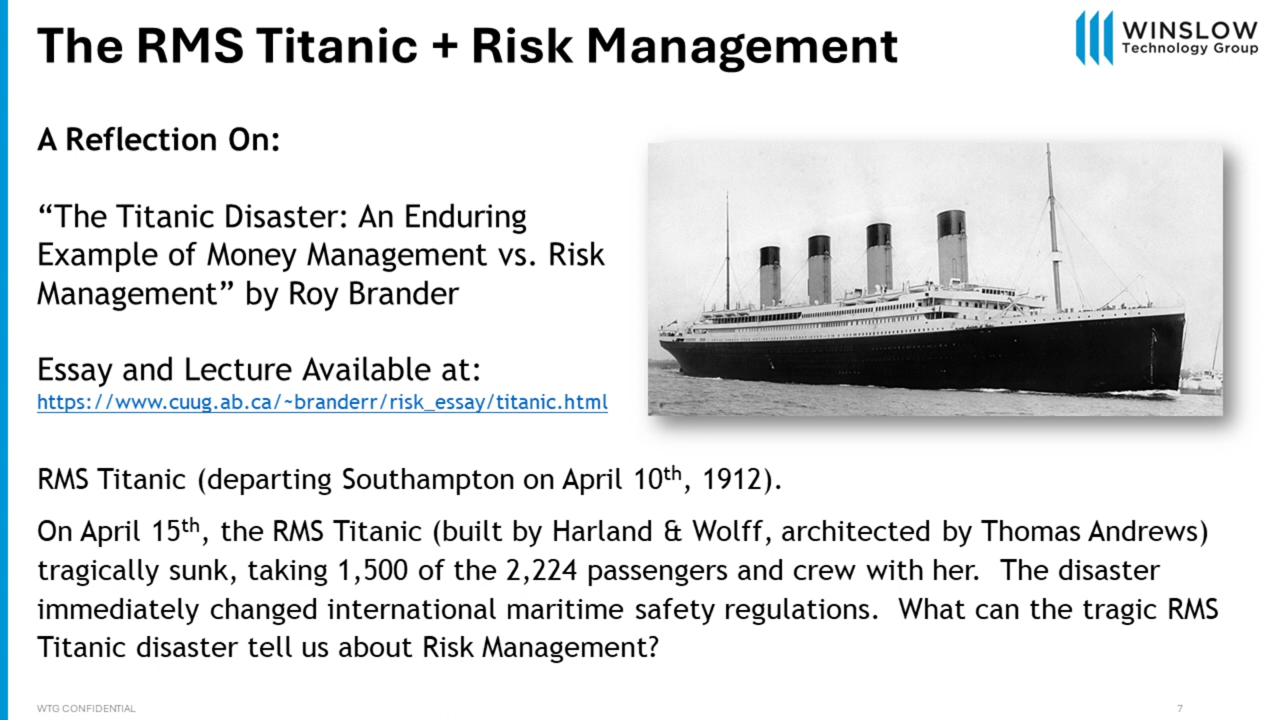 The RMS Titanic + Risk Management
WINSLOW
Technology Group
A Reflection On:
“The Titanic Disaster: An Enduring
Example of Money Management vs. Risk
Management” by Roy Brander
Essay and Lecture Available at:
https://www.cuug.ab.ca/~branderr/risk_essay/titanic.html
RMS Titanic (departing Southampton on April 10th, 1912).
On April 15th, the RMS Titanic (built by Harland & Wolff, architected by Thomas Andrews)
tragically sunk, taking 1,500 of the 2,224 passengers and crew with her.  The disaster
immediately changed international maritime safety regulations.  What can the tragic RMS
Titanic disaster tell us about Risk Management?
WTG CONFIDENTIAL
7